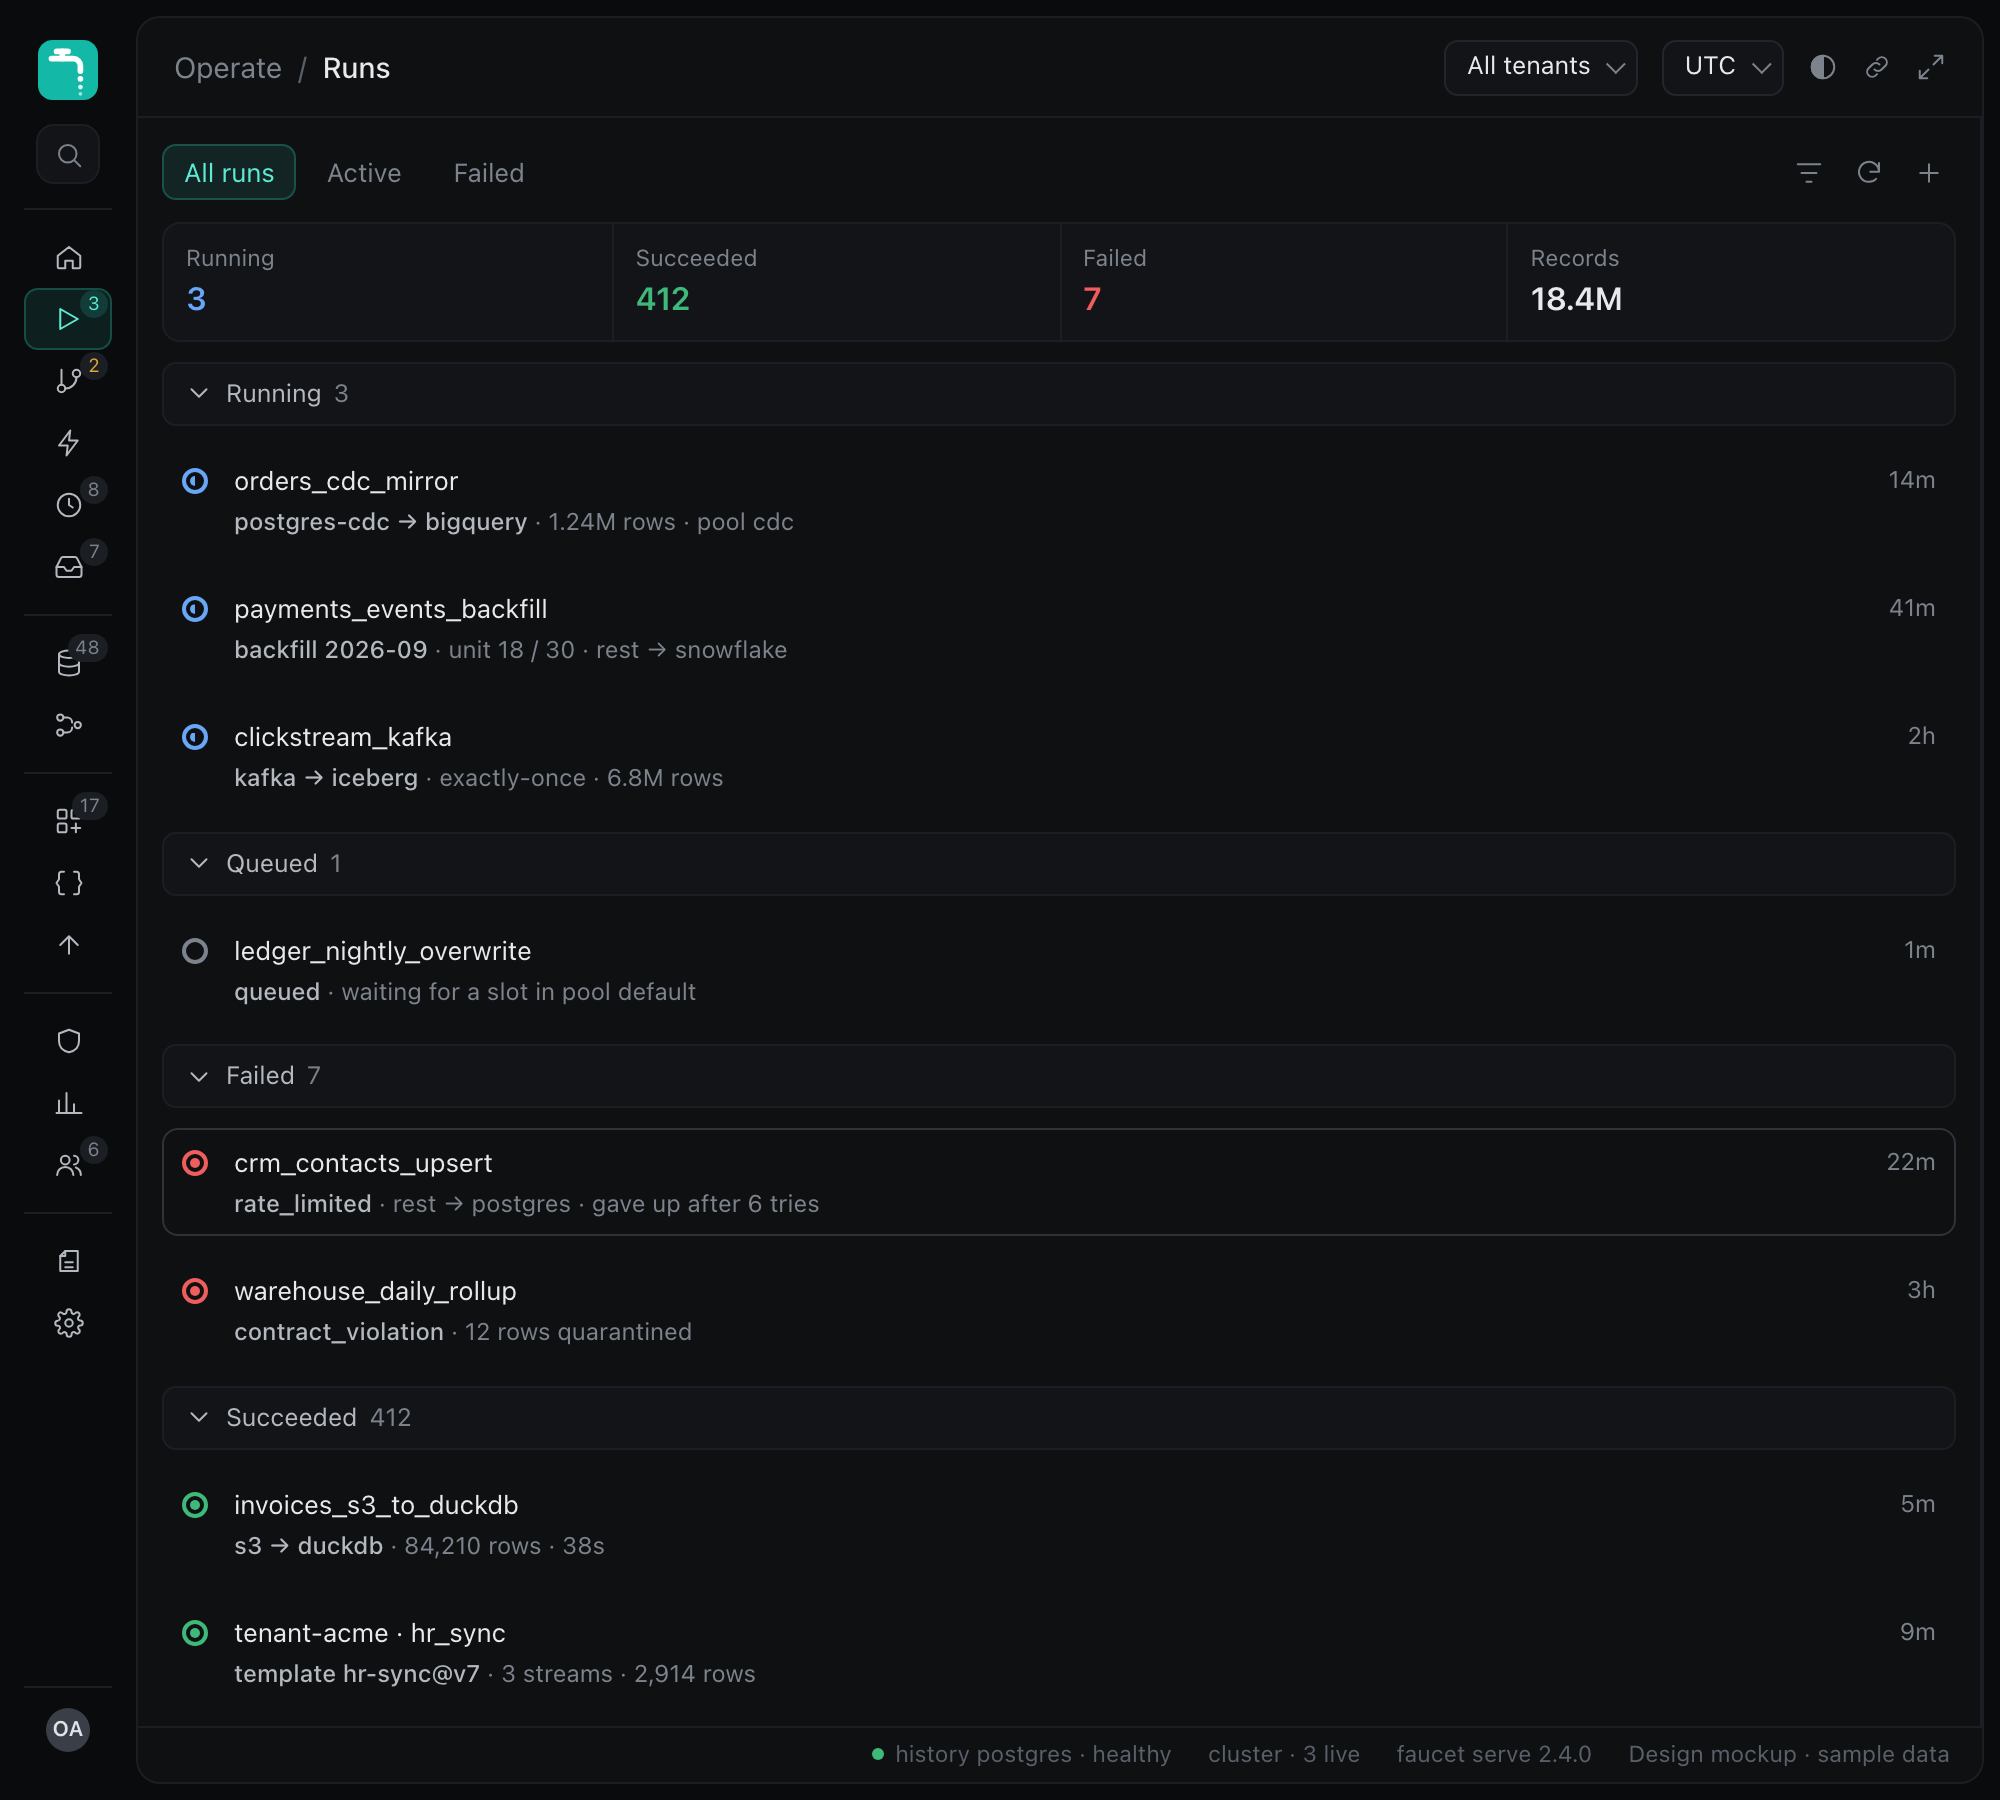 Operate / Runs
All tenants
UTC
All runs
Active
Failed
Running
3
Succeeded
412
Failed
7
Records
18.4M
3
2
8
7
48
17
6
OA
Running 3
orders_cdc_mirror
14m
postgres-cdc → bigquery · 1.24M rows · pool cdc
payments_events_backfill
41m
backfill 2026-09 · unit 18 / 30 · rest → snowflake
clickstream_kafka
2h
kafka → iceberg · exactly-once · 6.8M rows
Queued 1
ledger_nightly_overwrite
1m
queued · waiting for a slot in pool default
Failed 7
crm_contacts_upsert
22m
rate_limited · rest → postgres · gave up after 6 tries
warehouse_daily_rollup
3h
contract_violation · 12 rows quarantined
Succeeded 412
invoices_s3_to_duckdb
5m
s3 → duckdb · 84,210 rows · 38s
tenant-acme · hr_sync
9m
template hr-sync@v7 · 3 streams · 2,914 rows
history postgres · healthy
cluster · 3 live
faucet serve 2.4.0
Design mockup · sample data